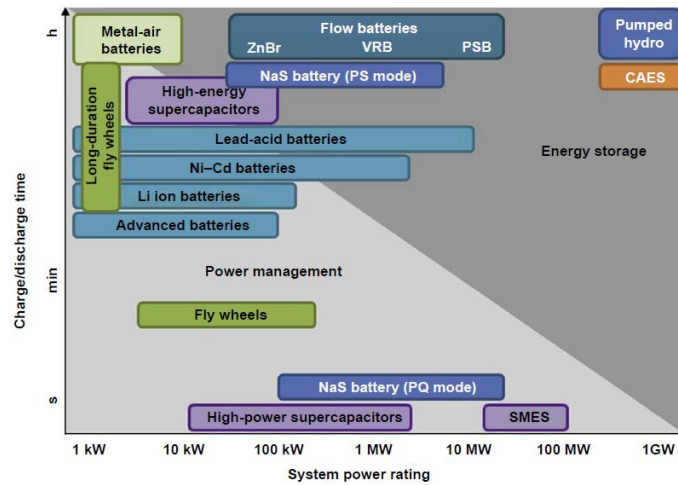 h
Metal-air
batteries
Flow batteries
ZnBr VRB PSB
Pumped
hydro
NaS battery (PS mode)
CAES
High-energy
supercapacitors
Long-duration
fly wheels
Lead-acid batteries
Energy storage
Ni–Cd batteries
Li ion batteries
Advanced batteries
Charge/discharge time
min
Power management
Fly wheels
NaS battery (PQ mode)
s
High-power supercapacitors
SMES
1 kW 10 kW 100 kW 1 MW 10 MW 100 MW 1GW
System power rating